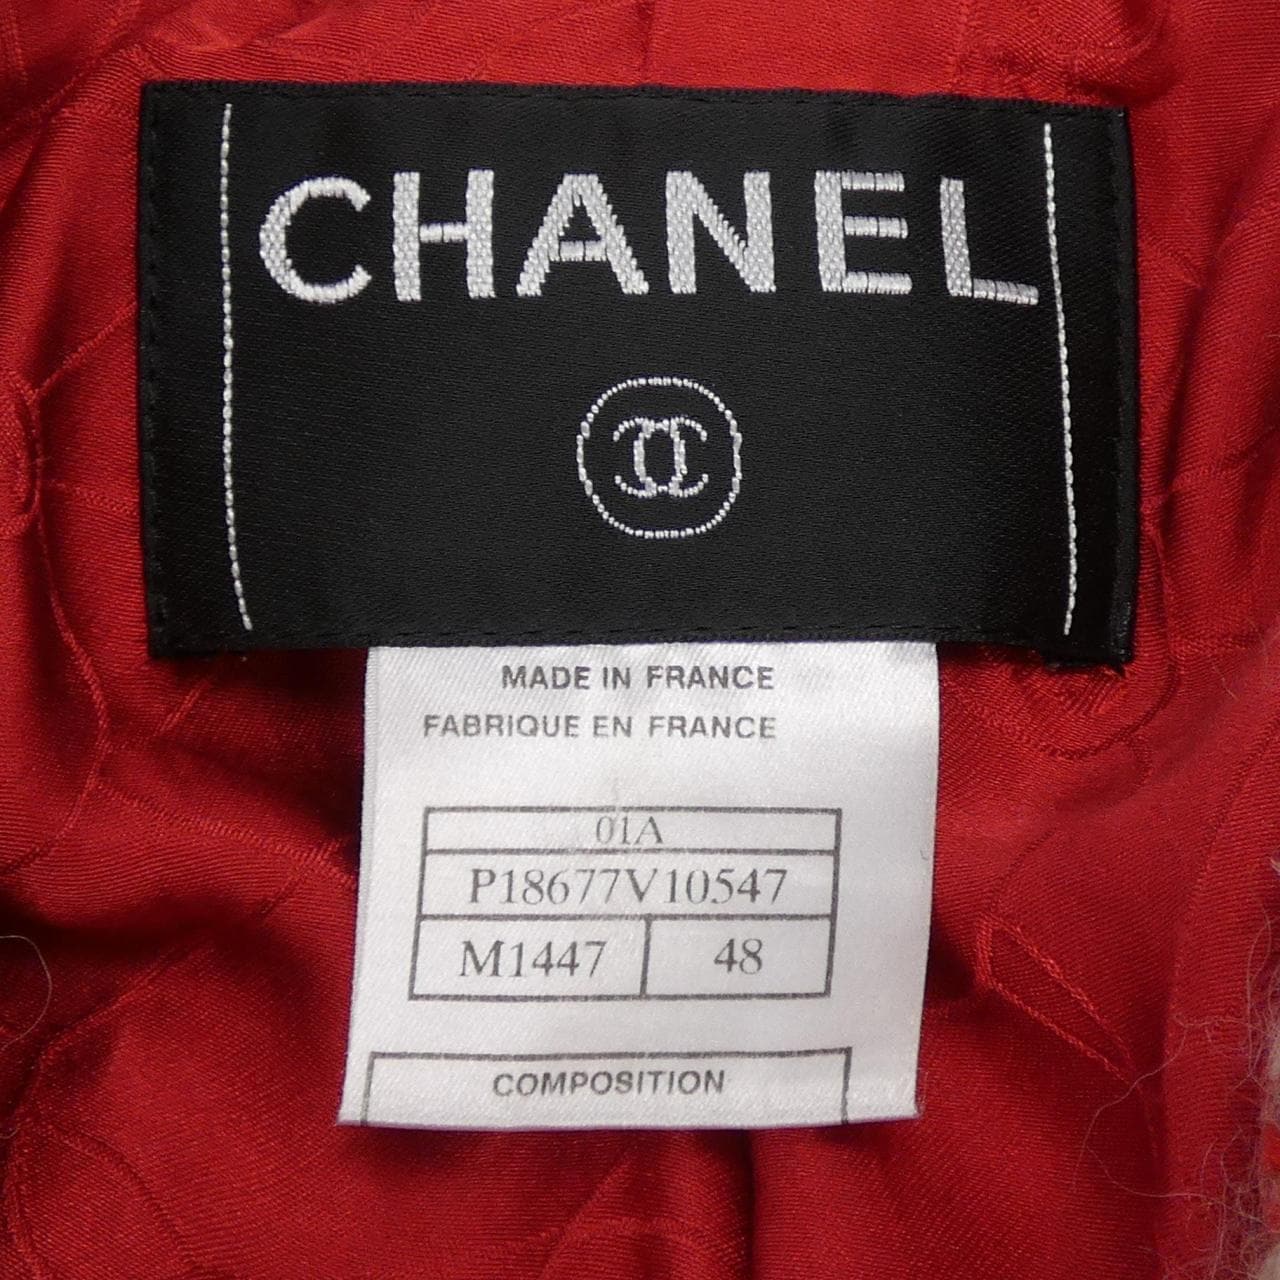 CHANEL
MADE IN FRANCE
FABRIQUE EN FRANCE
01A
P18677V10547
M1447 48
COMPOSITION